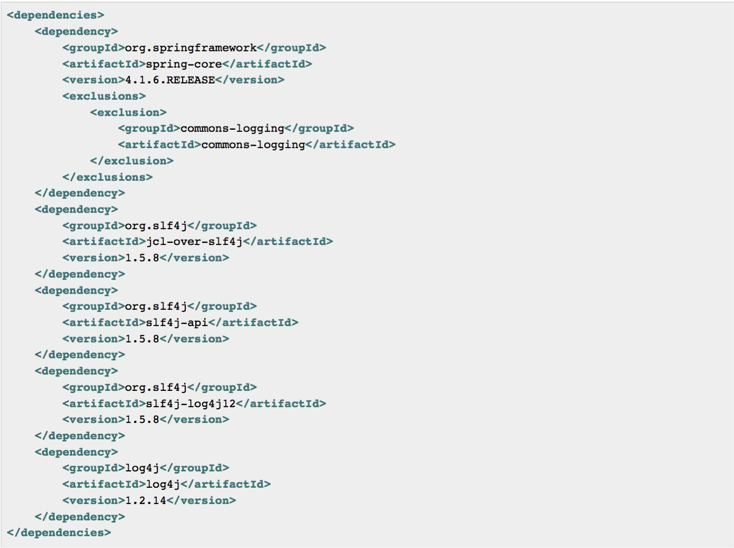 <dependencies>
<dependency>
<groupId>org.springframework</groupId>
<artifactId>spring-core</artifactId>
<version>4.1.6.RELEASE</version>
<exclusions>
<exclusion>
<groupId>commons-logging</groupId>
<artifactId>commons-logging</artifactId>
</exclusion>
</exclusions>
</dependency>
<dependency>
<groupId>org.slf4j</groupId>
<artifactId>jcl-over-slf4j</artifactId>
<version>1.5.8</version>
</dependency>
<dependency>
<groupId>org.slf4j</groupId>
<artifactId>slf4j-api</artifactId>
<version>1.5.8</version>
</dependency>
<dependency>
<groupId>org.slf4j</groupId>
<artifactId>slf4j-log4j12</artifactId>
<version>1.5.8</version>
</dependency>
<dependency>
<groupId>log4j</groupId>
<artifactId>log4j</artifactId>
<version>1.2.14</version>
</dependency>
</dependencies>